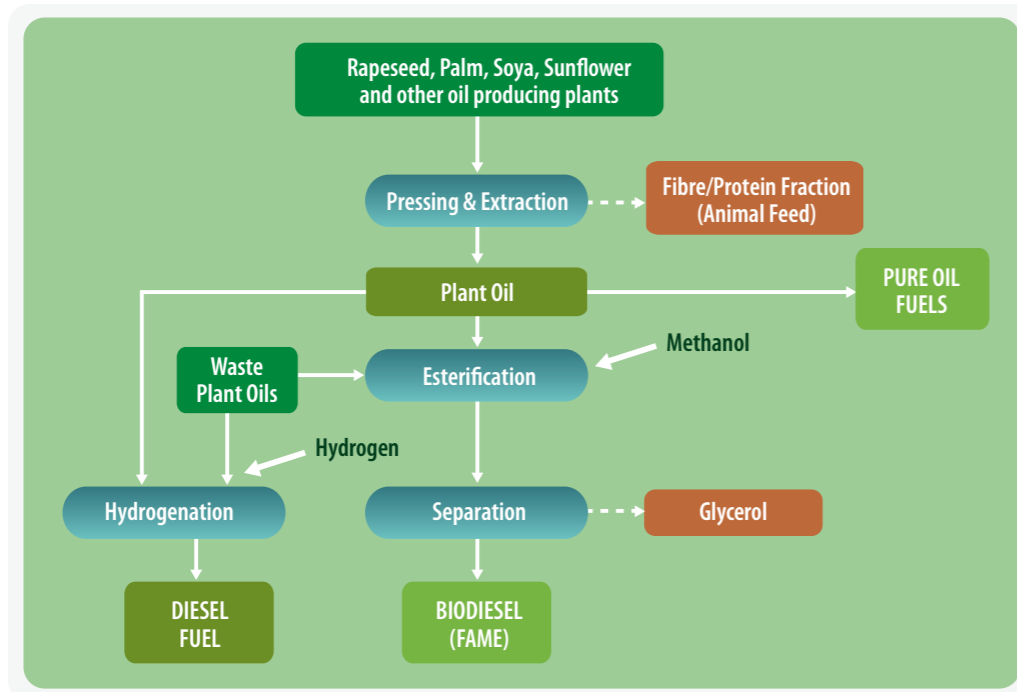 Rapeseed, Palm, Soya, Sunflower
and other oil producing plants
Pressing & Extraction
Fibre/Protein Fraction
(Animal Feed)
Plant Oil
PURE OIL
FUELS
Methanol
Waste
Plant Oils
Esterification
Hydrogen
Hydrogenation
Separation
Glycerol
DIESEL
FUEL
BIODIESEL
(FAME)